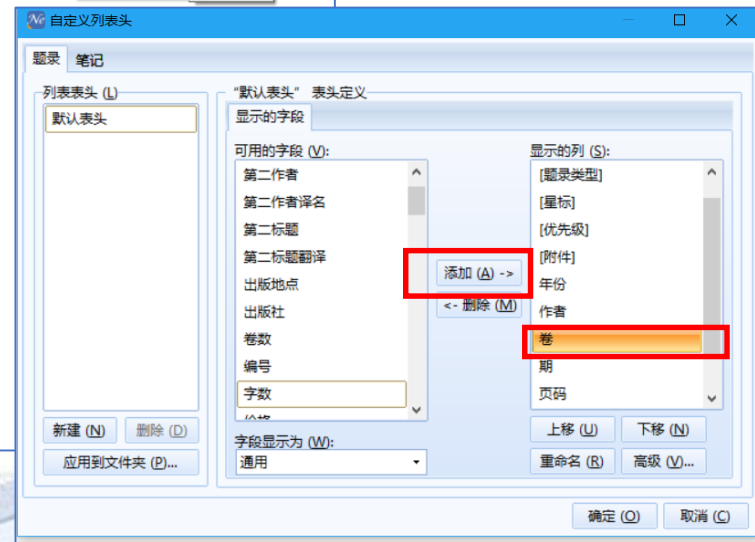 自定义列表头
题录 笔记
列表表头 (L)
默认表头
新建 (N) 删除 (D)
应用到文件夹 (P)...
“默认表头” 表头定义
显示的字段
可用的字段 (V):
第二作者
第二作者译名
第二标题
第二标题翻译
出版地点
出版社
卷数
编号
字数
价格
字段显示为 (W):
通用
添加 (A) ->
<- 删除 (M)
显示的列 (S):
[题录类型]
[星标]
[优先级]
[附件]
年份
作者
卷
期
页码
上移 (U) 下移 (N)
重命名 (R) 高级 (V)...
确定 (O) 取消 (C)